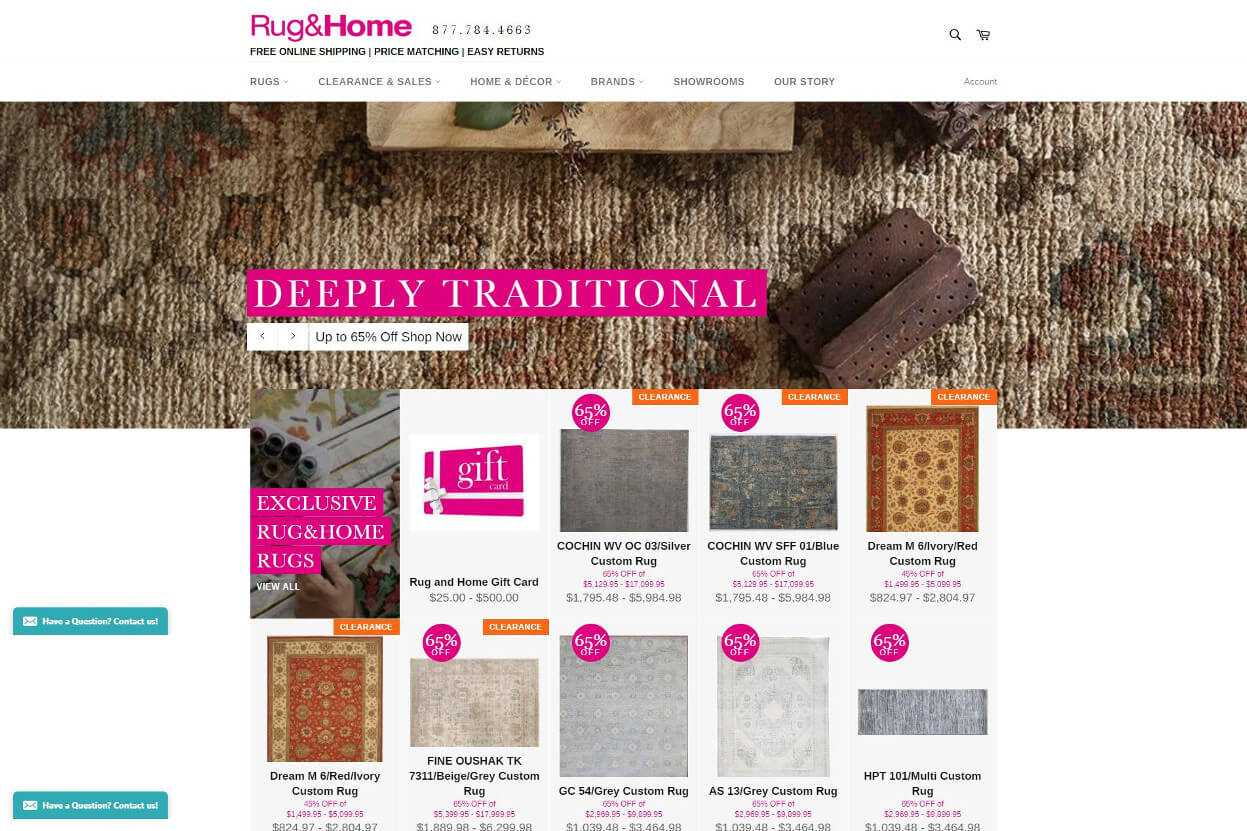 Rug&Home 877.784.4663
FREE ONLINE SHIPPING | PRICE MATCHING | EASY RETURNS
RUGS CLEARANCE & SALES HOME & DÉCOR BRANDS SHOWROOMS OUR STORY Account
DEEPLY TRADITIONAL
Up to 65% Off Shop Now
EXCLUSIVE
RUG&HOME
RUGS
VIEW ALL
gift
card
Rug and Home Gift Card
$25.00 - $500.00
65%
OFF
CLEARANCE
COCHIN WV OC 03/Silver
Custom Rug
65% OFF of
$5,129.95 - $17,099.95
$1,795.48 - $5,984.98
65%
OFF
CLEARANCE
COCHIN WV SFF 01/Blue
Custom Rug
65% OFF of
$5,129.95 - $17,099.95
$1,795.48 - $5,984.98
CLEARANCE
Dream M 6/Ivory/Red
Custom Rug
45% OFF of
$1,499.95 - $5,099.95
$824.97 - $2,804.97
CLEARANCE
Dream M 6/Red/Ivory
Custom Rug
45% OFF of
$1,499.95 - $5,099.95
$824.97 - $2,804.97
65%
OFF
CLEARANCE
FINE OUSHAK TK
7311/Beige/Grey Custom
Rug
65% OFF of
$5,399.95 - $17,999.95
$1,889.98 - $6,299.98
65%
OFF
GC 54/Grey Custom Rug
65% OFF of
$2,969.95 - $9,899.95
$1,039.48 - $3,464.98
65%
OFF
AS 13/Grey Custom Rug
65% OFF of
$2,969.95 - $9,899.95
$1,039.48 - $3,464.98
65%
OFF
HPT 101/Multi Custom
Rug
65% OFF of
$2,969.95 - $9,899.95
$1,039.48 - $3,464.98
Have a Question? Contact us!
Have a Question? Contact us!